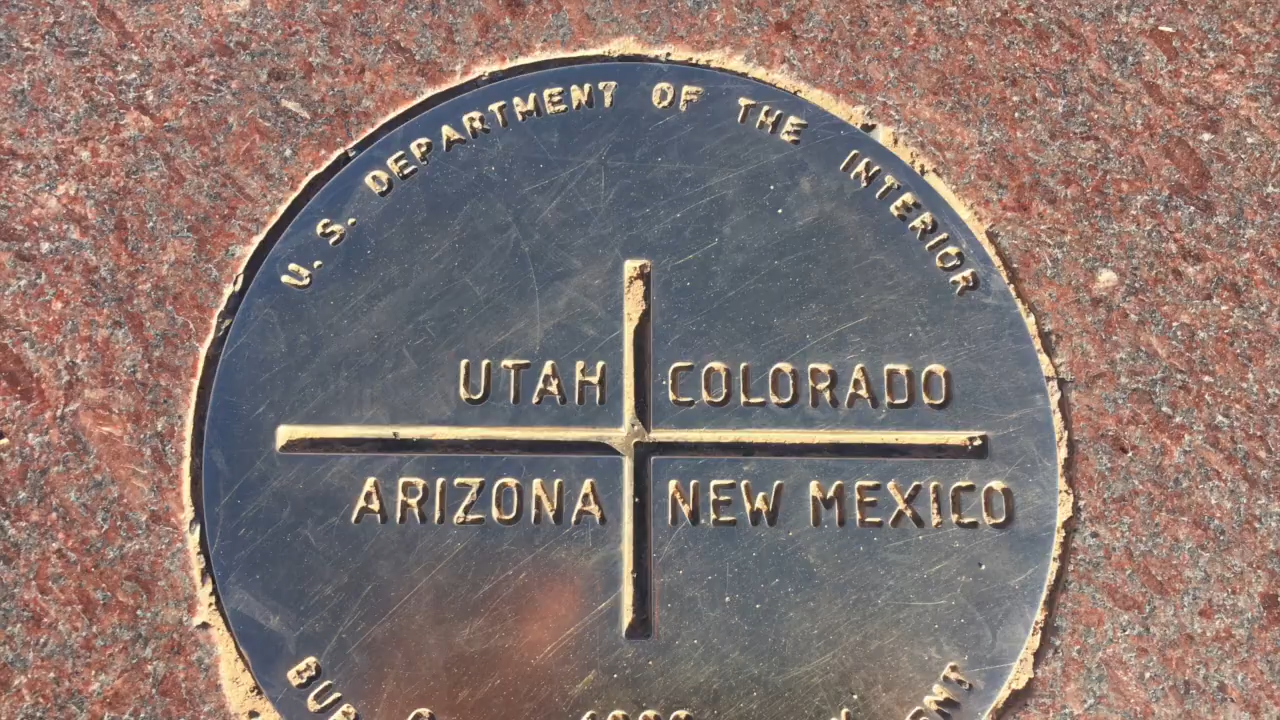 U. S. DEPARTMENT OF THE INTERIOR
UTAH COLORADO
ARIZONA NEW MEXICO